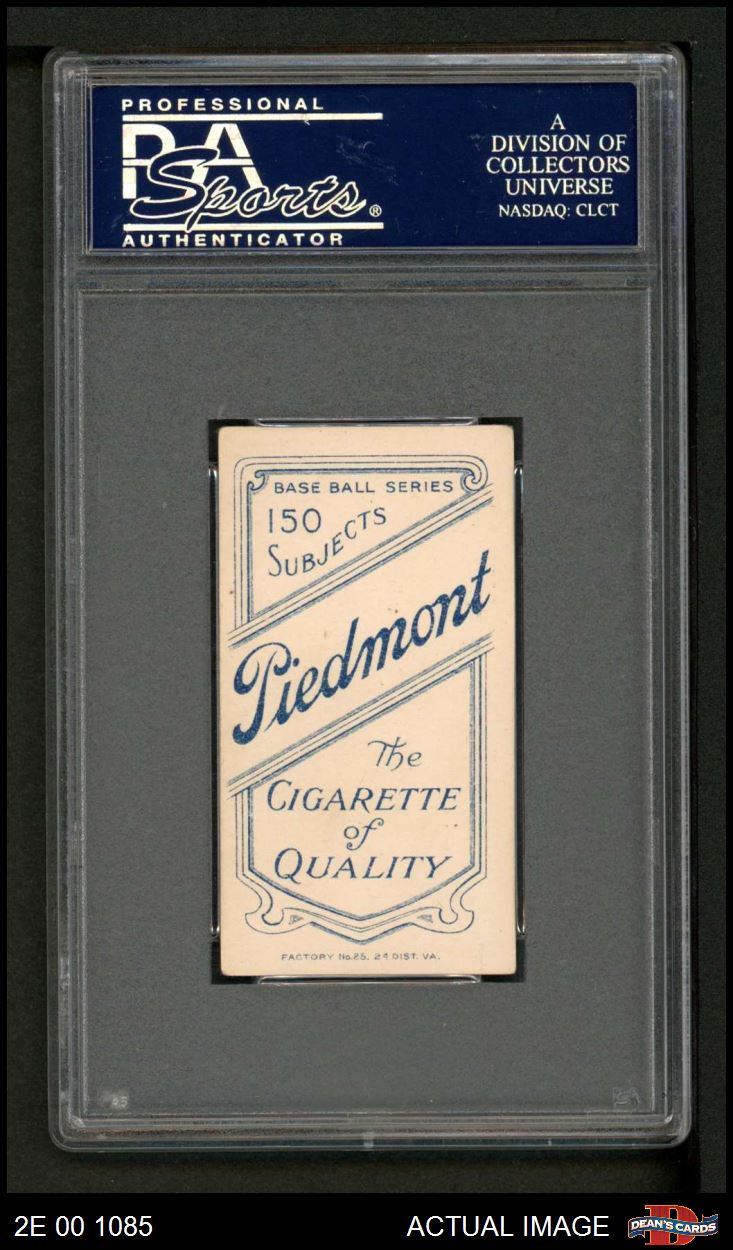 PROFESSIONAL
PSA
Sports®
AUTHENTICATOR
A
DIVISION OF
COLLECTORS
UNIVERSE
NASDAQ: CLCT
BASE BALL SERIES
150
SUBJECTS
Piedmont
The
CIGARETTE
of
QUALITY
FACTORY No.25, 2d DIST. VA.
2E 00 1085
ACTUAL IMAGE
D
DEAN'S CARDS